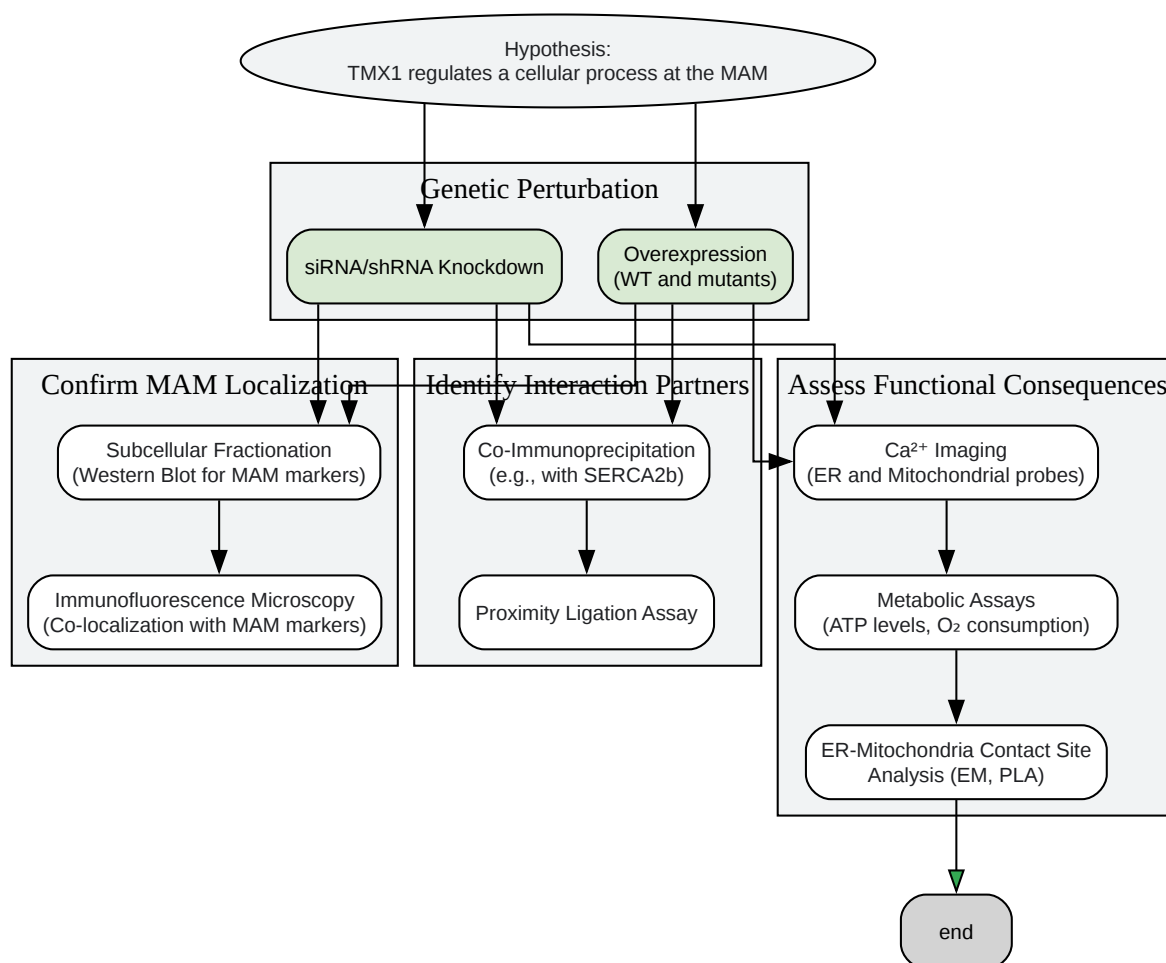 Hypothesis:
TMX1 regulates a cellular process at the MAM
Genetic Perturbation
siRNA/shRNA Knockdown
Overexpression
(WT and mutants)
Confirm MAM Localization
Identify Interaction Partners
Assess Functional Consequences
Subcellular Fractionation
(Western Blot for MAM markers)
Co-Immunoprecipitation
(e.g., with SERCA2b)
Ca²⁺ Imaging
(ER and Mitochondrial probes)
Immunofluorescence Microscopy
(Co-localization with MAM markers)
Proximity Ligation Assay
Metabolic Assays
(ATP levels, O₂ consumption)
ER-Mitochondria Contact Site
Analysis (EM, PLA)
end